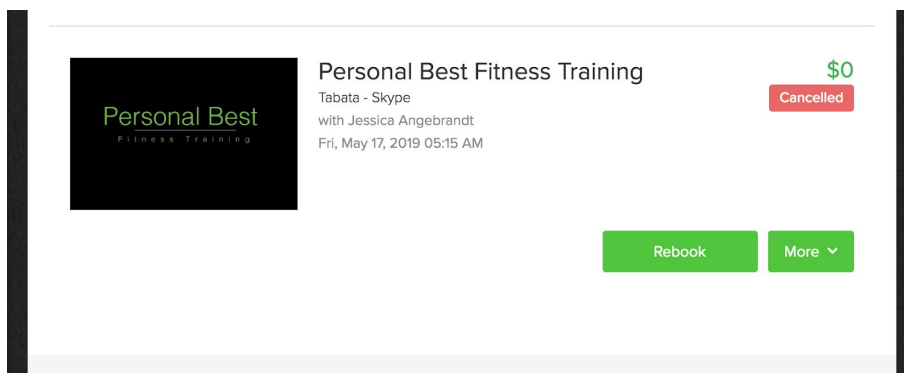 Personal Best
Fitness Training
Personal Best Fitness Training
$0
Tabata - Skype
Cancelled
with Jessica Angebrandt
Fri, May 17, 2019 05:15 AM
Rebook
More